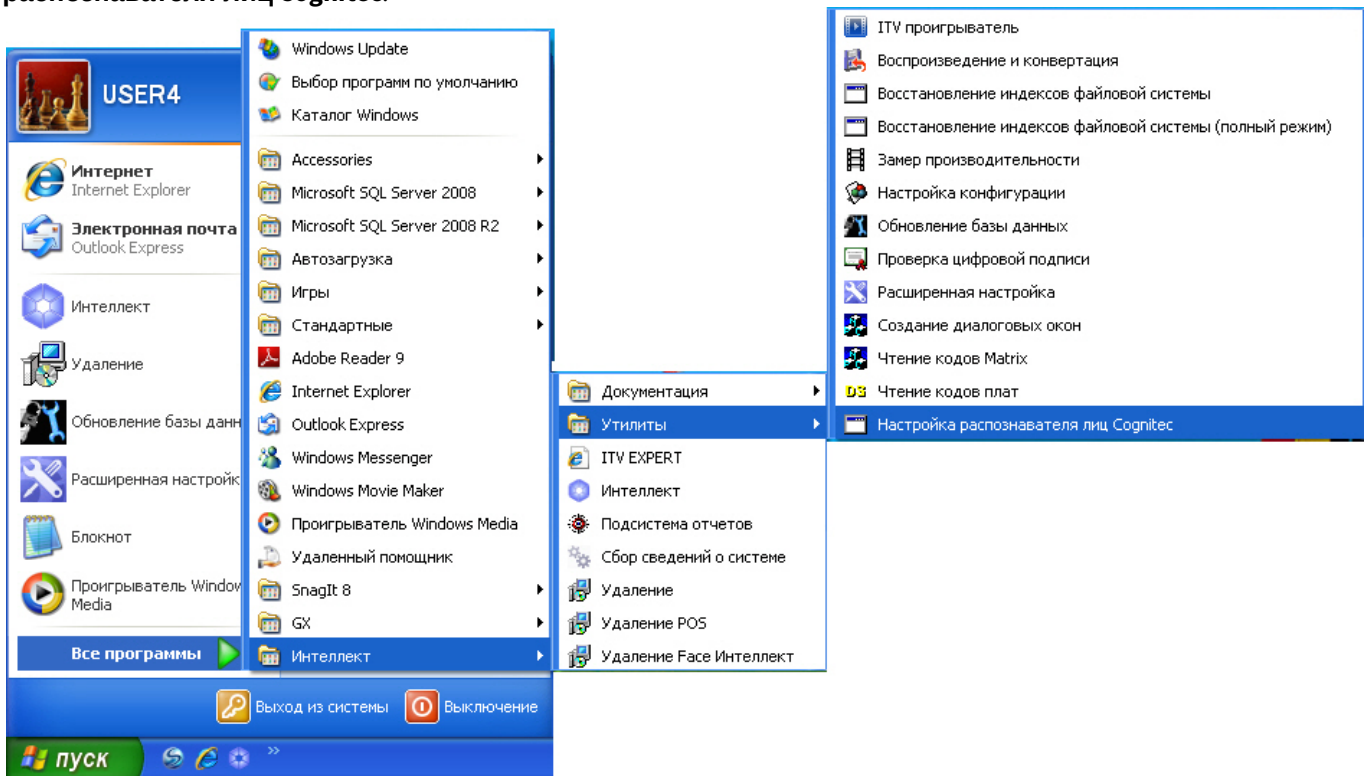 распознавателя лиц Cognitec.
USER4
Интернет
Internet Explorer
Электронная почта
Outlook Express
Интеллект
Удаление
Обновление базы данн
Расширенная настройк
Блокнот
Проигрыватель Window
Media
Все программы
Windows Update
Выбор программ по умолчанию
Каталог Windows
Accessories
Microsoft SQL Server 2008
Microsoft SQL Server 2008 R2
Автозагрузка
Игры
Стандартные
Adobe Reader 9
Internet Explorer
Outlook Express
Windows Messenger
Windows Movie Maker
Проигрыватель Windows Media
Удаленный помощник
SnagIt 8
GX
Интеллект
Документация
Утилиты
ITV EXPERT
Интеллект
Подсистема отчетов
Сбор сведений о системе
Удаление
Удаление POS
Удаление Face Интеллект
ITV проигрыватель
Воспроизведение и конвертация
Восстановление индексов файловой системы
Восстановление индексов файловой системы (полный режим)
Замер производительности
Настройка конфигурации
Обновление базы данных
Проверка цифровой подписи
Расширенная настройка
Создание диалоговых окон
Чтение кодов Matrix
Чтение кодов плат
Настройка распознавателя лиц Cognitec
Выход из системы
Выключение
пуск